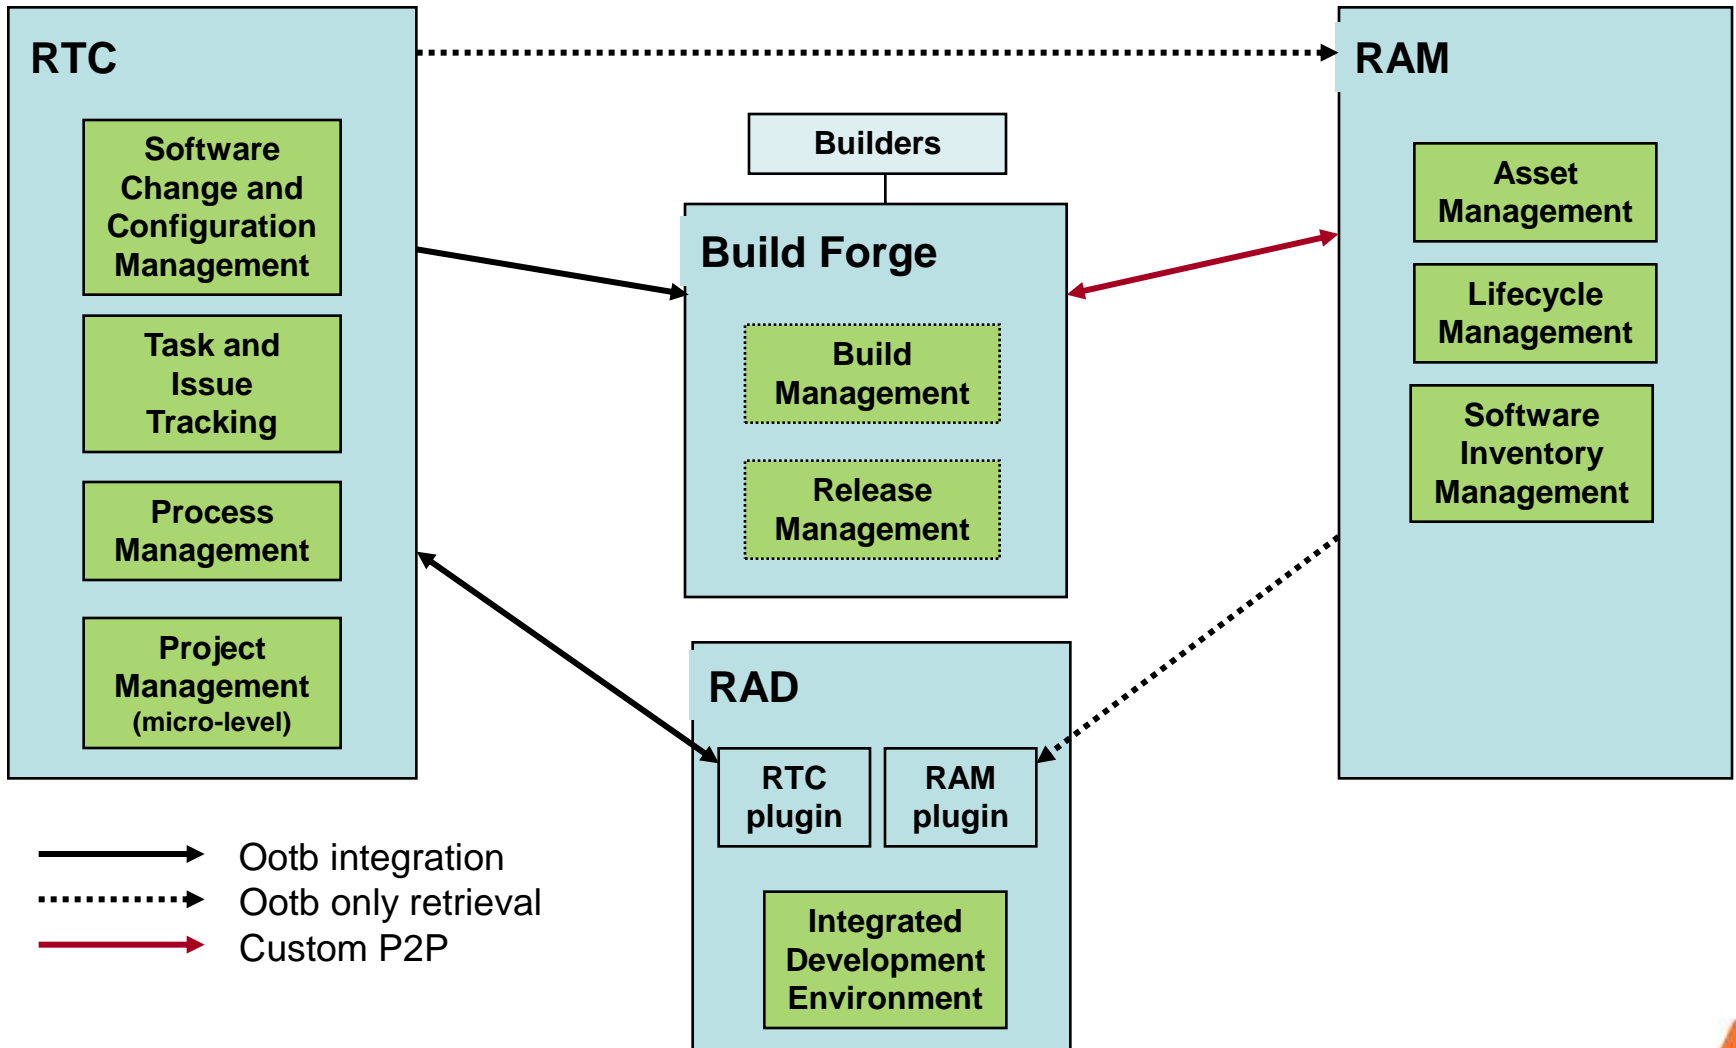 RTC
Software
Change and
Configuration
Management
Task and
Issue
Tracking
Process
Management
Project
Management
(micro-level)
Builders
Build Forge
Build
Management
Release
Management
RAM
Asset
Management
Lifecycle
Management
Software
Inventory
Management
RAD
RTC
plugin
RAM
plugin
Integrated
Development
Environment
Ootb integration
Ootb only retrieval
Custom P2P